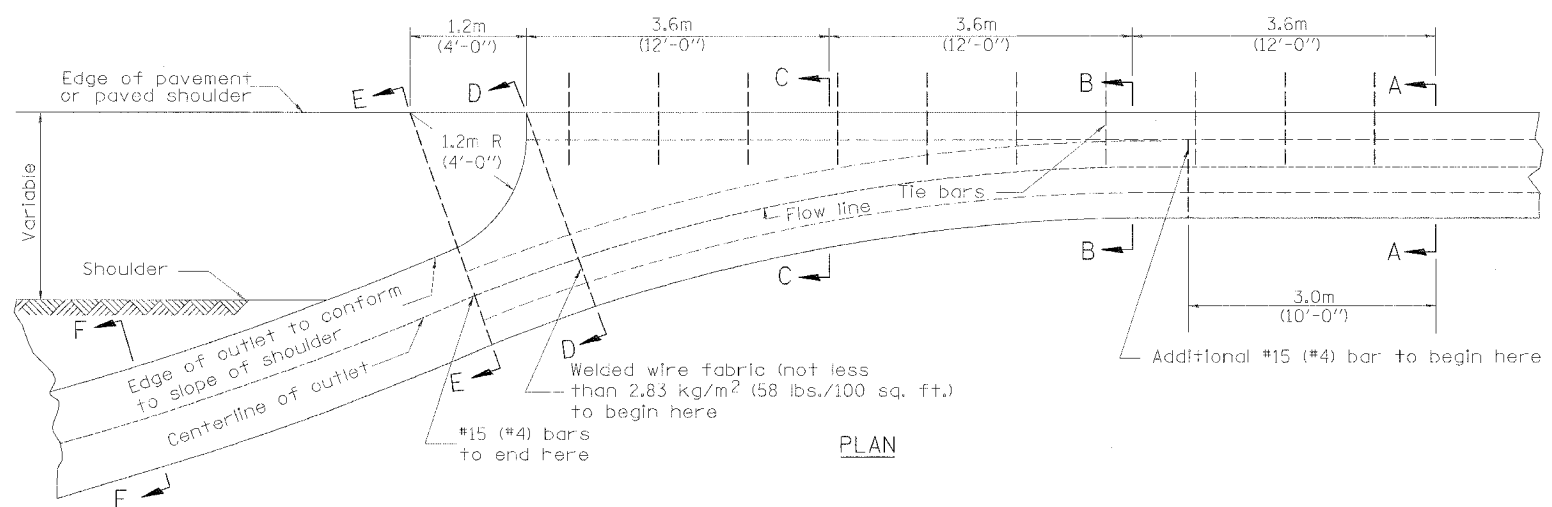 1.2m
(4'-0")
3.6m
(12'-0")
3.6m
(12'-0")
3.6m
(12'-0")
Edge of pavement
or paved shoulder
E
D
C
B
A
1.2m R
(4'-0")
Variable
Tie bars
Flow line
Shoulder
B
A
C
3.0m
(10'-0")
F
Edge of outlet to conform
to slope of shoulder
D
E
Additional #15 (#4) bar to begin here
Welded wire fabric (not less
than 2.83 kg/m² (58 lbs./100 sq. ft.)
to begin here
Centerline of outlet
#15 (#4) bars
to end here
PLAN
F